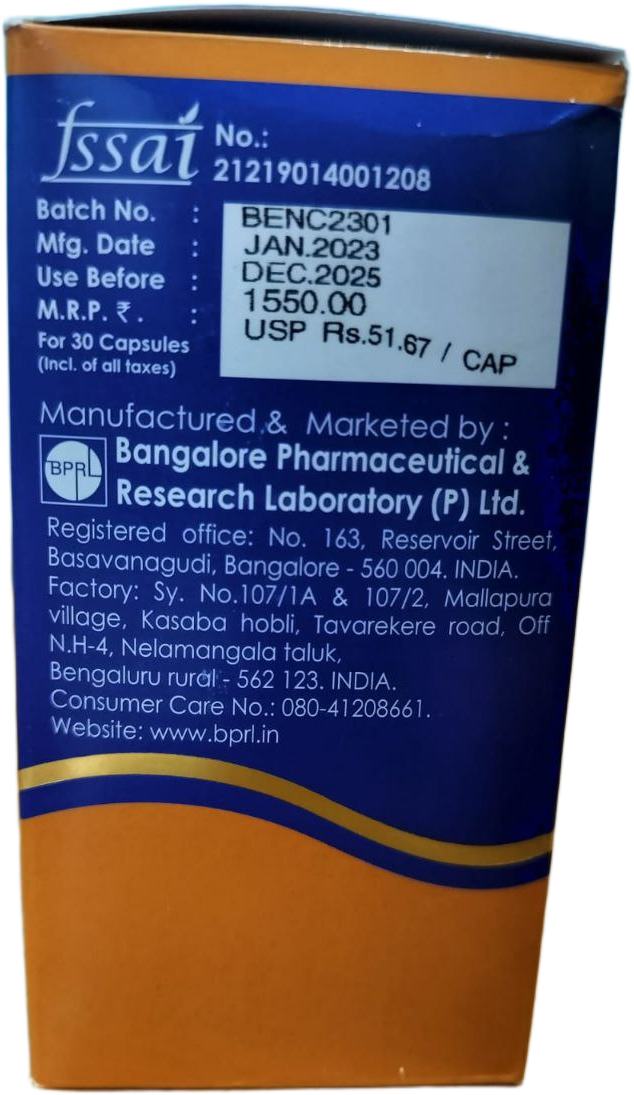 fssai No.:
21219014001208
Batch No. : BENC2301
Mfg. Date : JAN.2023
Use Before : DEC.2025
M.R.P. ₹. : 1550.00
For 30 Capsules USP Rs.51.67 / CAP
(Incl. of all taxes)
Manufactured & Marketed by :
BPRL Bangalore Pharmaceutical &
Research Laboratory (P) Ltd.
Registered office: No. 163, Reservoir Street,
Basavanagudi, Bangalore - 560 004. INDIA.
Factory: Sy. No.107/1A & 107/2, Mallapura
village, Kasaba hobli, Tavarekere road, Off
N.H-4, Nelamangala taluk,
Bengaluru rural - 562 123. INDIA.
Consumer Care No.: 080-41208661.
Website: www.bprl.in